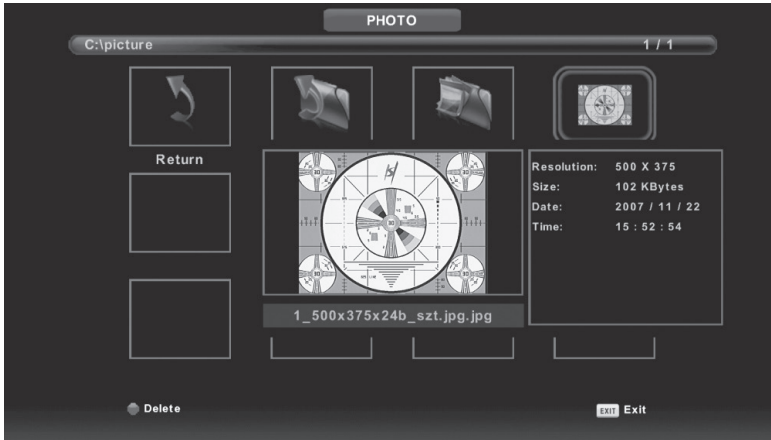 PHOTO
C:\picture 1 / 1
Return
Resolution: 500 X 375
Size: 102 KBytes
Date: 2007 / 11 / 22
Time: 15 : 52 : 54
1_500x375x24b_szt.jpg.jpg
Delete
EXIT Exit